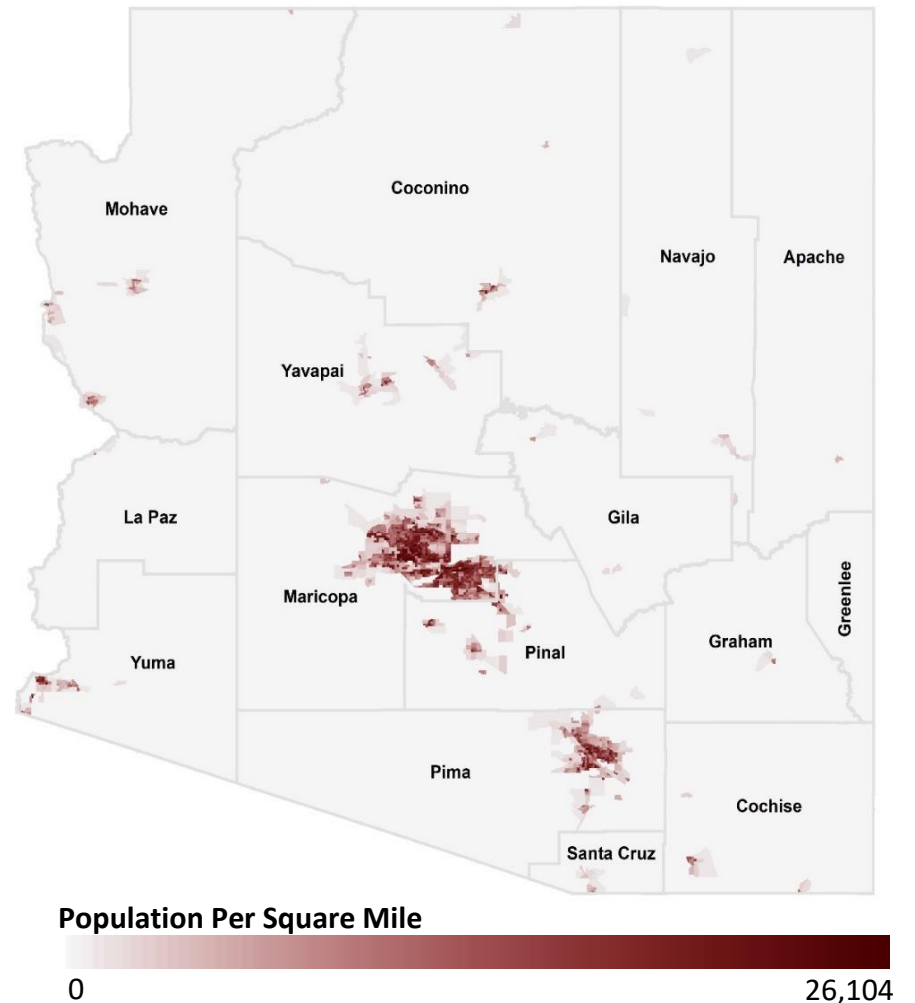 Coconino
Mohave
Navajo
Apache
Yavapai
La Paz
Gila
Maricopa
Greenlee
Graham
Pinal
Yuma
Pima
Cochise
Santa Cruz
Population Per Square Mile
0
26,104